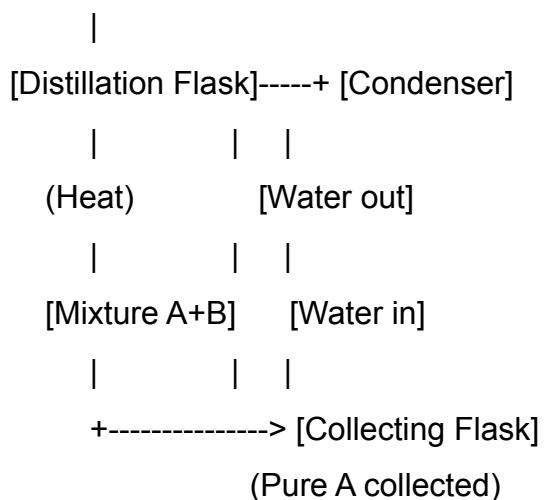 |
[Distillation Flask]-----+ [Condenser]
| | |
(Heat) [Water out]
| | |
[Mixture A+B] [Water in]
| | |
+---------------> [Collecting Flask]
(Pure A collected)